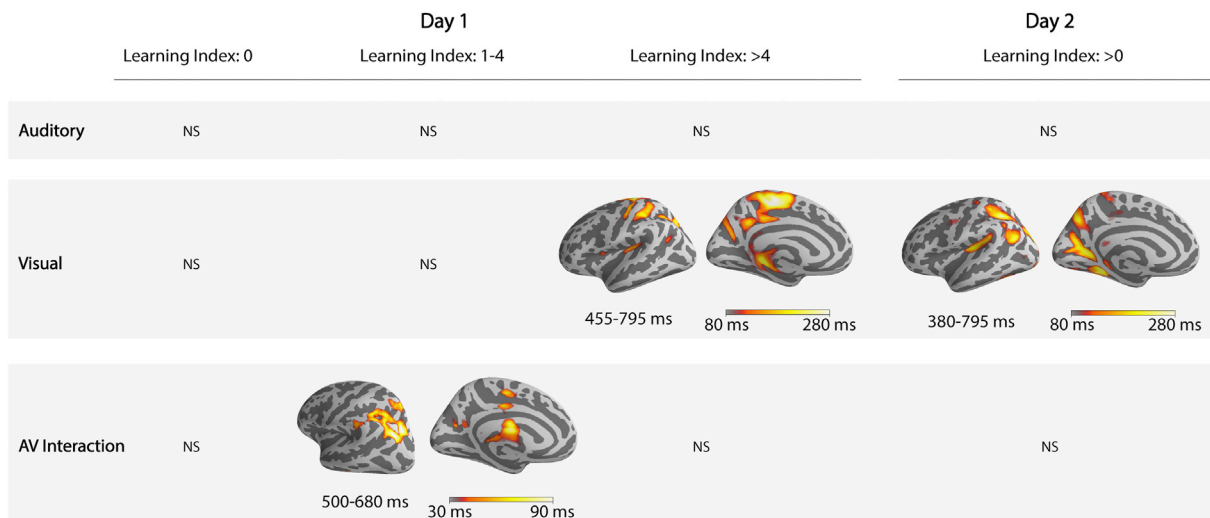 Day 1 Day 2
Learning Index: 0 Learning Index: 1-4 Learning Index: >4 Learning Index: >0
Auditory NS NS NS NS
Visual NS NS
455-795 ms 80 ms 280 ms 380-795 ms 80 ms 280 ms
AV Interaction NS NS NS
500-680 ms 30 ms 90 ms